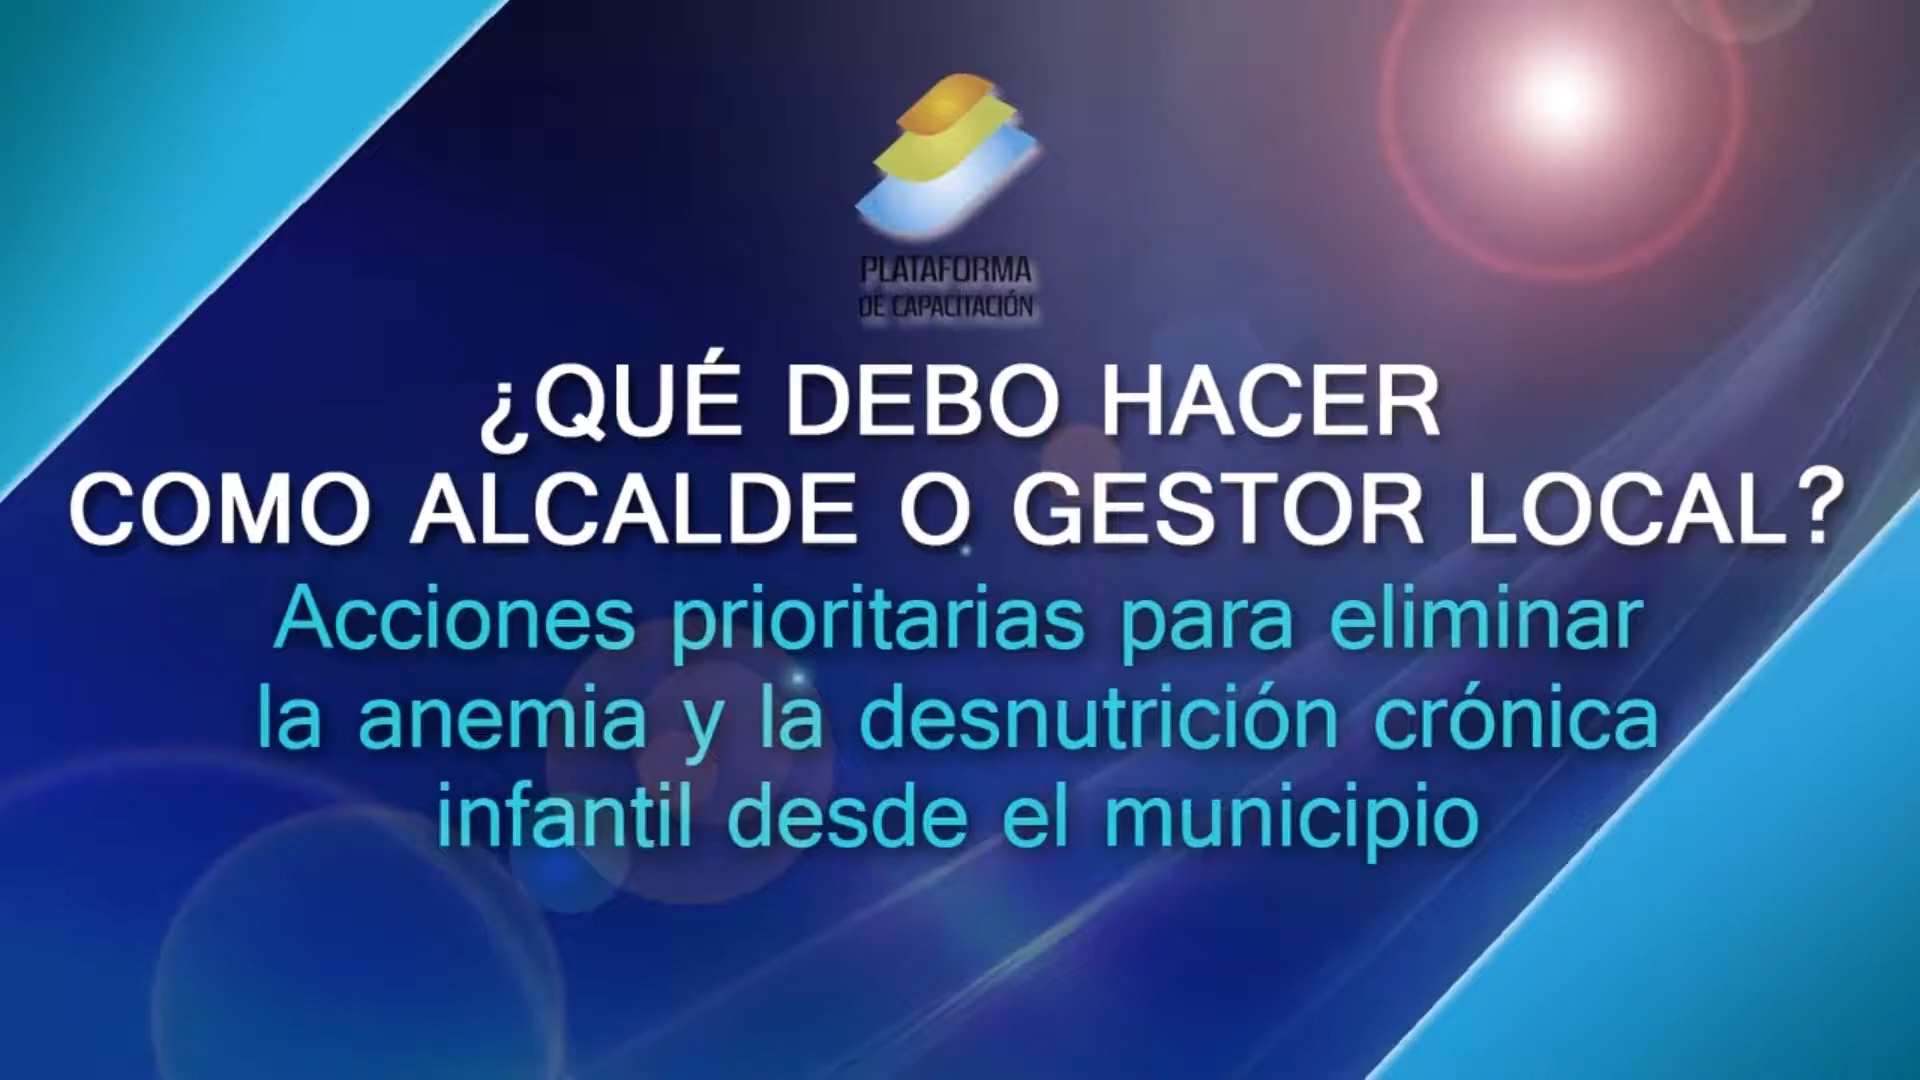 PLATAFORMA
DE CAPACITACIÓN
¿QUÉ DEBO HACER
COMO ALCALDE O GESTOR LOCAL?
Acciones prioritarias para eliminar
la anemia y la desnutrición crónica
infantil desde el municipio